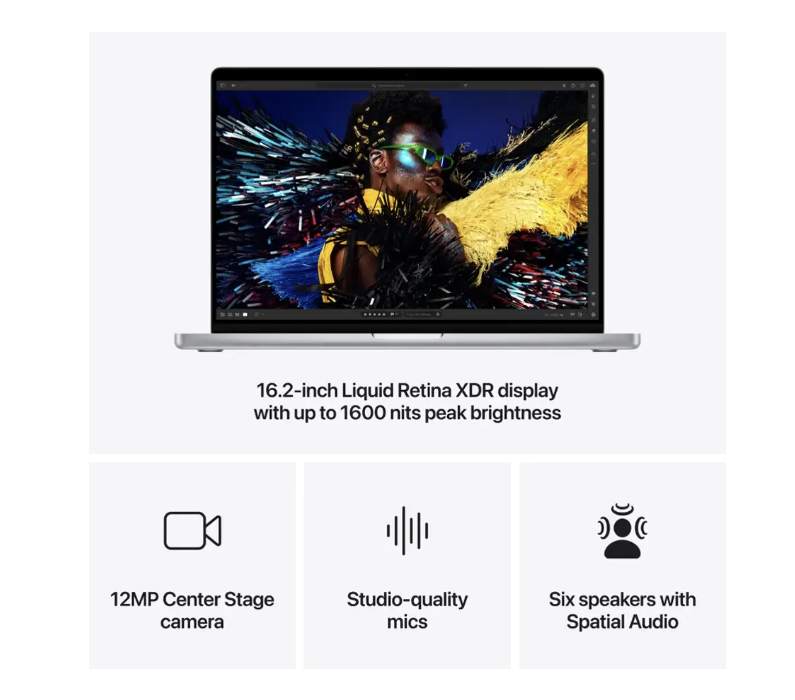 16.2-inch Liquid Retina XDR display
with up to 1600 nits peak brightness
12MP Center Stage
camera
Studio-quality
mics
Six speakers with
Spatial Audio